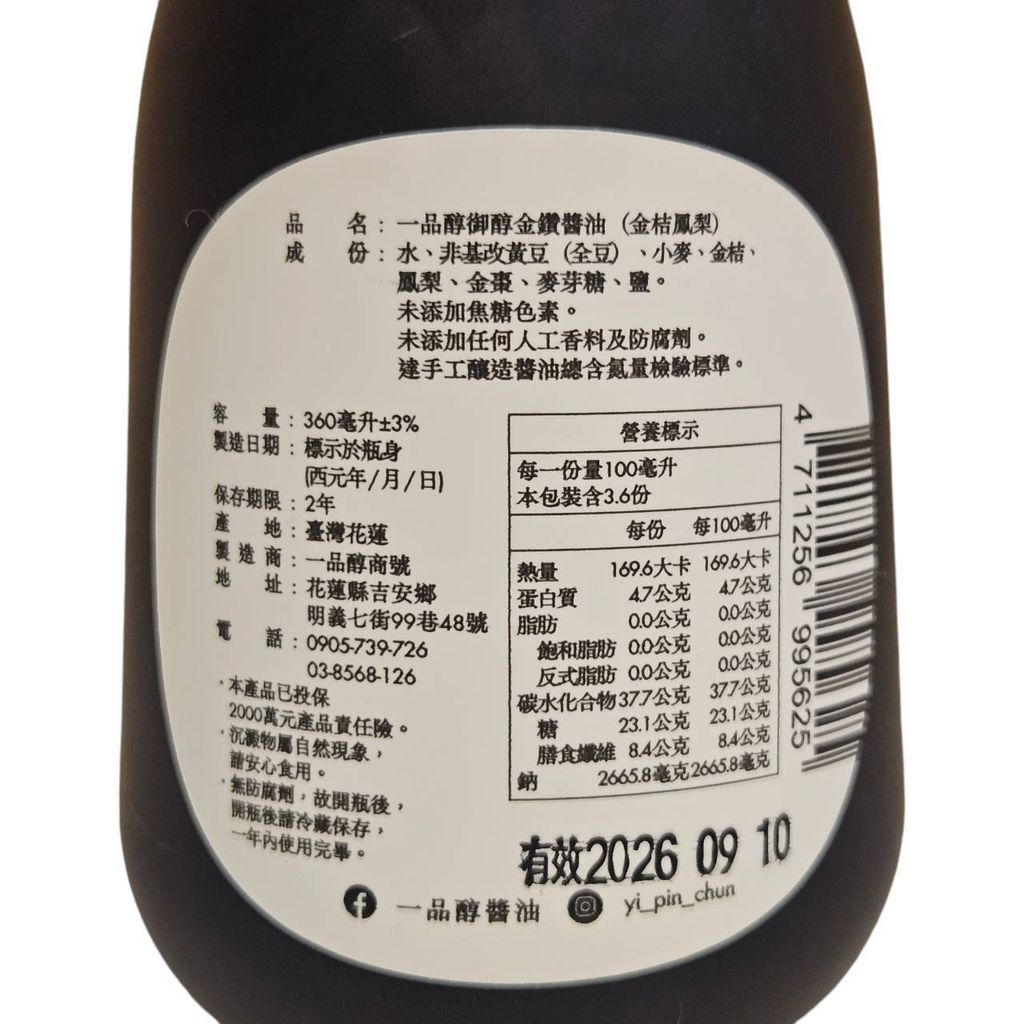 品　　名：一品醇御醇金鑽醬油（金桔鳳梨）
成　　份：水、非基改黃豆（全豆）、小麥、金桔、
鳳梨、金棗、麥芽糖、鹽。
未添加焦糖色素。
未添加任何人工香料及防腐劑。
達手工釀造醬油總含氮量檢驗標準。
容　　量：360毫升±3%
製造日期：標示於瓶身
(西元年/月/日)
保存期限：2年
產　　地：臺灣花蓮
製 造 商：一品醇商號
地　　址：花蓮縣吉安鄉
明義七街99巷48號
電　　話：0905-739-726
03-8568-126
·本產品已投保
2000萬元產品責任險。
·沉澱物屬自然現象，
請安心食用。
·無防腐劑，故開瓶後，
開瓶後請冷藏保存，
一年內使用完畢。
營養標示
每一份量100毫升
本包裝含3.6份
每份 每100毫升
熱量 169.6大卡 169.6大卡
蛋白質 4.7公克 4.7公克
脂肪 0.0公克 0.0公克
飽和脂肪 0.0公克 0.0公克
反式脂肪 0.0公克 0.0公克
碳水化合物 37.7公克 37.7公克
糖 23.1公克 23.1公克
膳食纖維 8.4公克 8.4公克
鈉 2665.8毫克 2665.8毫克
4 711256 995625
有效2026 09 10
一品醇醬油 yi_pin_chun